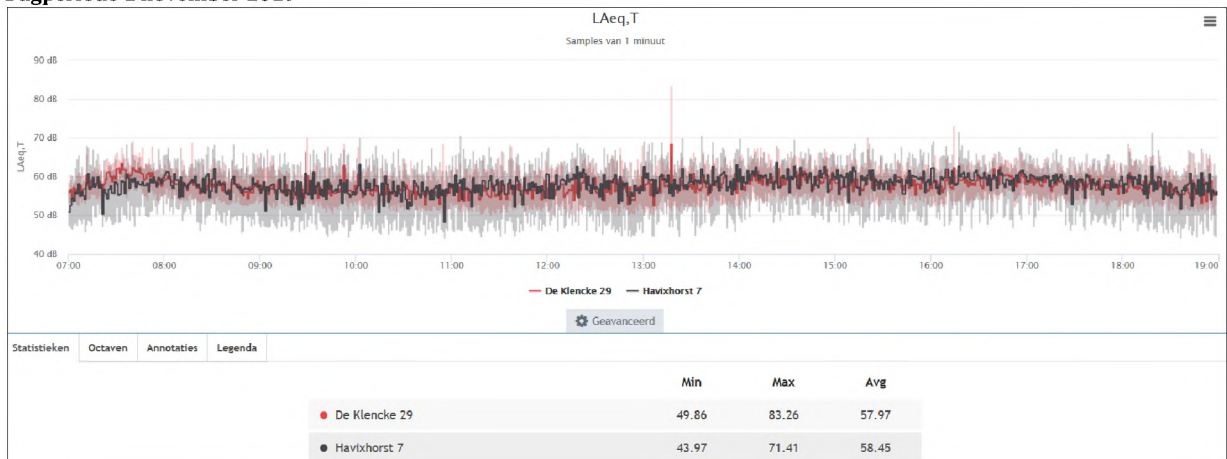 LAeq,T
Samples van 1 minuut
90 dB
80 dB
70 dB
60 dB
50 dB
40 dB
LAeq,T
07:00 08:00 09:00 10:00 11:00 12:00 13:00 14:00 15:00 16:00 17:00 18:00 19:00
De Klencke 29 Havixhorst 7
Geavanceerd
Statistieken Octaven Annotaties Legenda
Min Max Avg
De Klencke 29 49.86 83.26 57.97
Havixhorst 7 43.97 71.41 58.45